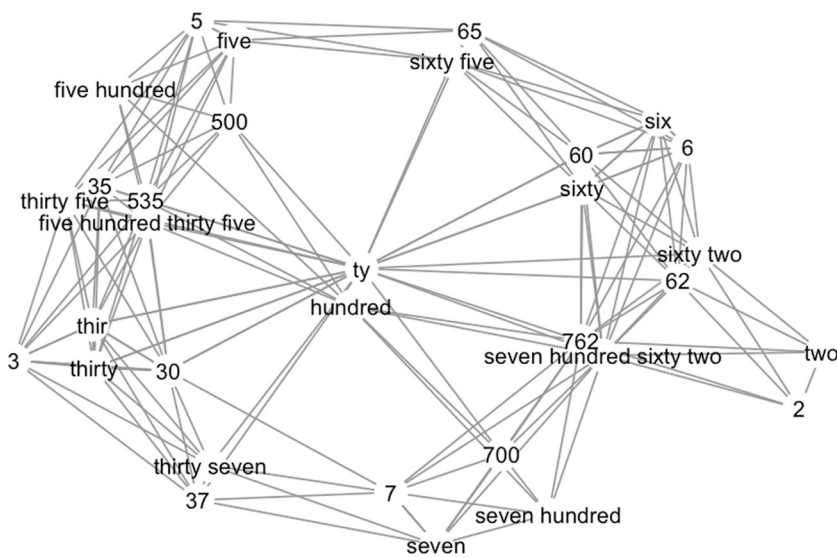 5
five
65
sixty five
five hundred
500
six
6
60
sixty
35
thirty five
535
five hundred thirty five
sixty two
62
ty
hundred
thir
762
seven hundred sixty two
two
3
thirty
30
2
700
thirty seven
37
7
seven hundred
seven